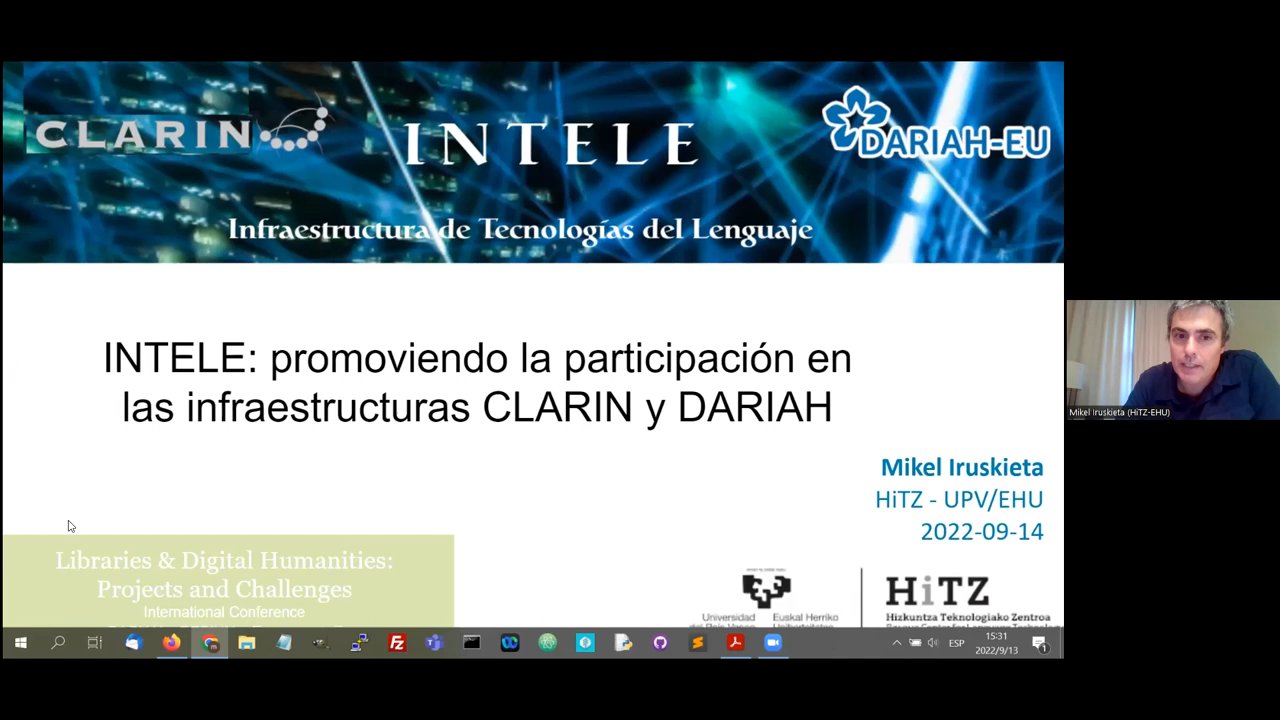 CLARIN
INTELE
DARIAH-EU
Infraestructura de Tecnologías del Lenguaje
INTELE: promoviendo la participación en
las infraestructuras CLARIN y DARIAH
Mikel Iruskieta
HiTZ - UPV/EHU
2022-09-14
Mikel Iruskieta (HiTZ-EHU)
Libraries & Digital Humanities:
Projects and Challenges
International Conference
Universidad
del País Vasco
Euskal Herriko
Unibertsitatea
HiTZ
Hizkuntza Teknologiako Zentroa
ESP
15:31
2022/9/13
1